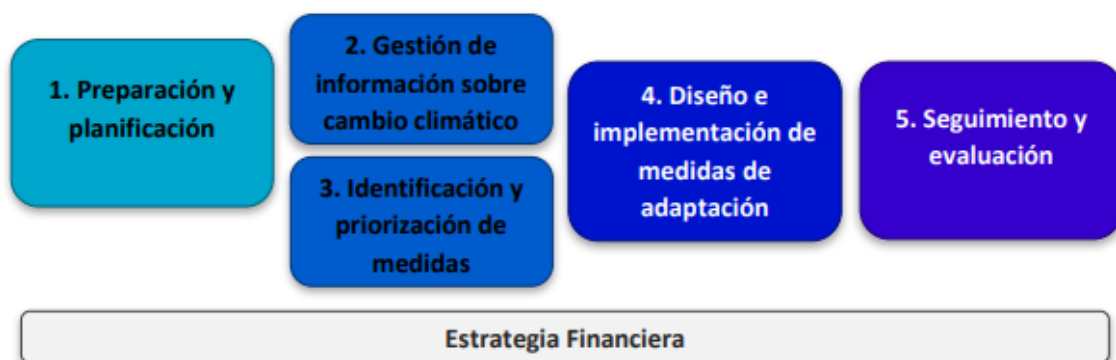 1. Preparación y
planificación
2. Gestión de
información sobre
cambio climático
3. Identificación y
priorización de
medidas
4. Diseño e
implementación de
medidas de
adaptación
5. Seguimiento y
evaluación
Estrategia Financiera